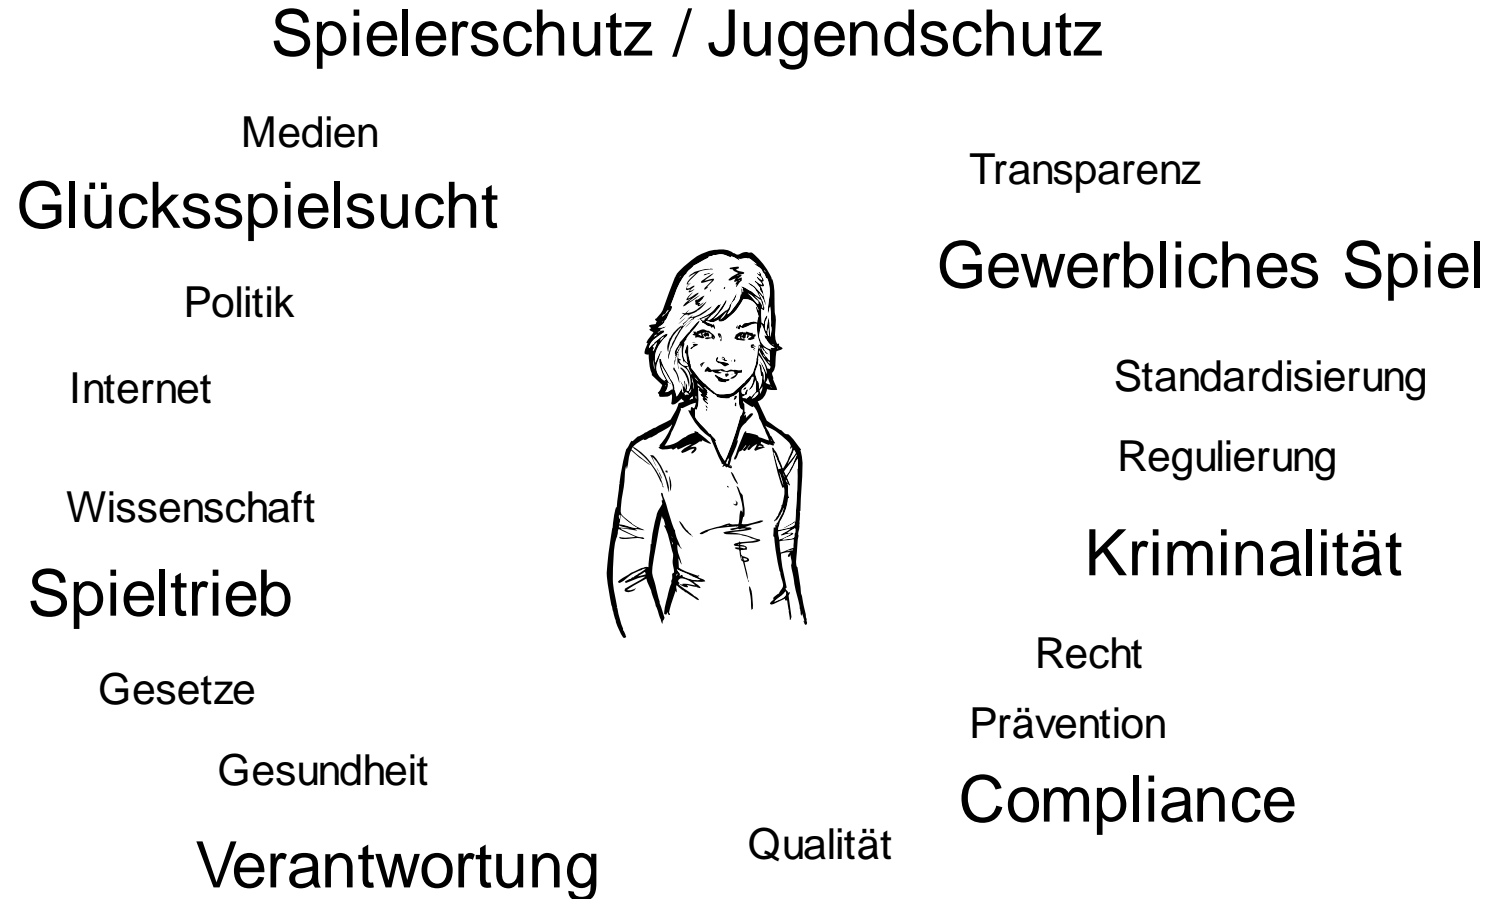 Spielerschutz / Jugendschutz
Medien
Transparenz
Glücksspielsucht
Gewerbliches Spiel
Politik
Standardisierung
Internet
Regulierung
Wissenschaft
Kriminalität
Spieltrieb
Recht
Gesetze
Prävention
Gesundheit
Compliance
Qualität
Verantwortung